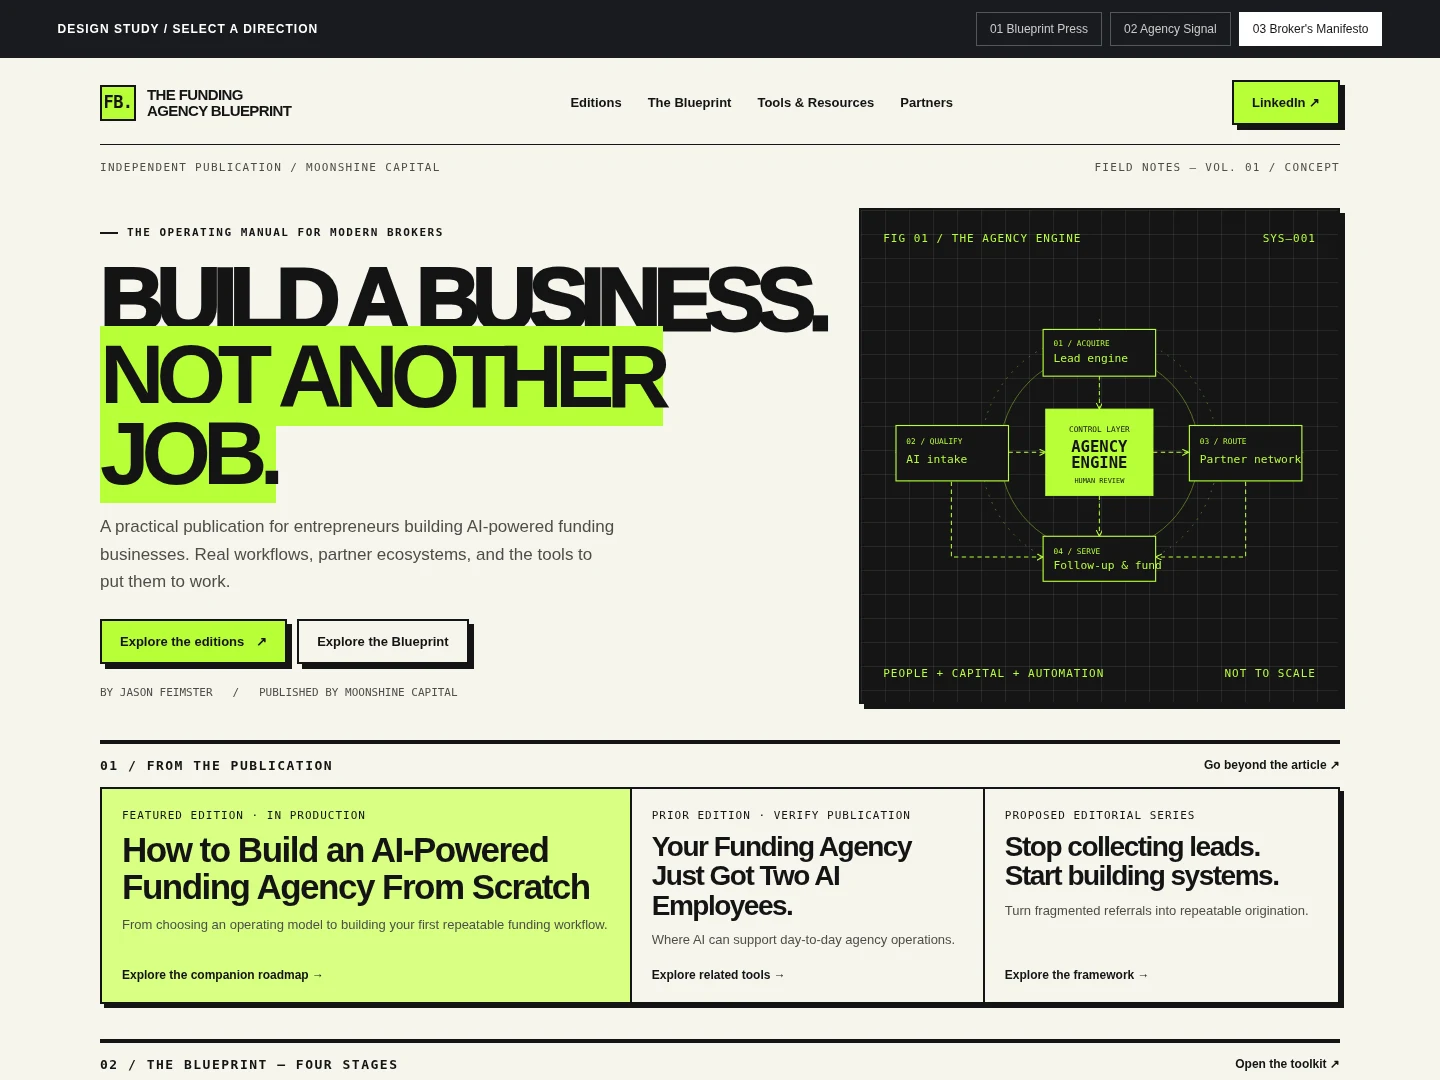 DESIGN STUDY / SELECT A DIRECTION
01 Blueprint Press
02 Agency Signal
03 Broker's Manifesto
FB.
THE FUNDING
AGENCY BLUEPRINT
Editions
The Blueprint
Tools & Resources
Partners
LinkedIn ↗
INDEPENDENT PUBLICATION / MOONSHINE CAPITAL
FIELD NOTES — VOL. 01 / CONCEPT
THE OPERATING MANUAL FOR MODERN BROKERS
BUILD A BUSINESS.
NOT ANOTHER
JOB.
A practical publication for entrepreneurs building AI-powered funding
businesses. Real workflows, partner ecosystems, and the tools to
put them to work.
Explore the editions ↗
Explore the Blueprint
BY JASON FEIMSTER / PUBLISHED BY MOONSHINE CAPITAL
FIG 01 / THE AGENCY ENGINE
SYS—001
01 / ACQUIRE
Lead engine
02 / QUALIFY
AI intake
CONTROL LAYER
AGENCY
ENGINE
HUMAN REVIEW
03 / ROUTE
Partner network
04 / SERVE
Follow-up & fund
PEOPLE + CAPITAL + AUTOMATION
NOT TO SCALE
01 / FROM THE PUBLICATION
Go beyond the article ↗
FEATURED EDITION · IN PRODUCTION
How to Build an AI-Powered
Funding Agency From Scratch
From choosing an operating model to building your first repeatable funding workflow.
Explore the companion roadmap →
PRIOR EDITION · VERIFY PUBLICATION
Your Funding Agency
Just Got Two AI
Employees.
Where AI can support day-to-day agency operations.
Explore related tools →
PROPOSED EDITORIAL SERIES
Stop collecting leads.
Start building systems.
Turn fragmented referrals into repeatable origination.
Explore the framework →
02 / THE BLUEPRINT — FOUR STAGES
Open the toolkit ↗